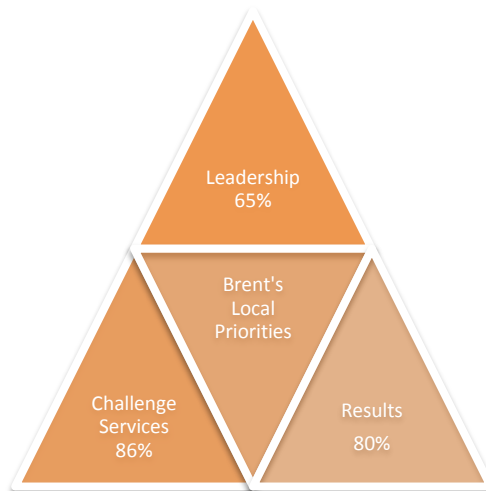 Leadership
65%
Brent's
Local
Priorities
Challenge
Services
86%
Results
80%